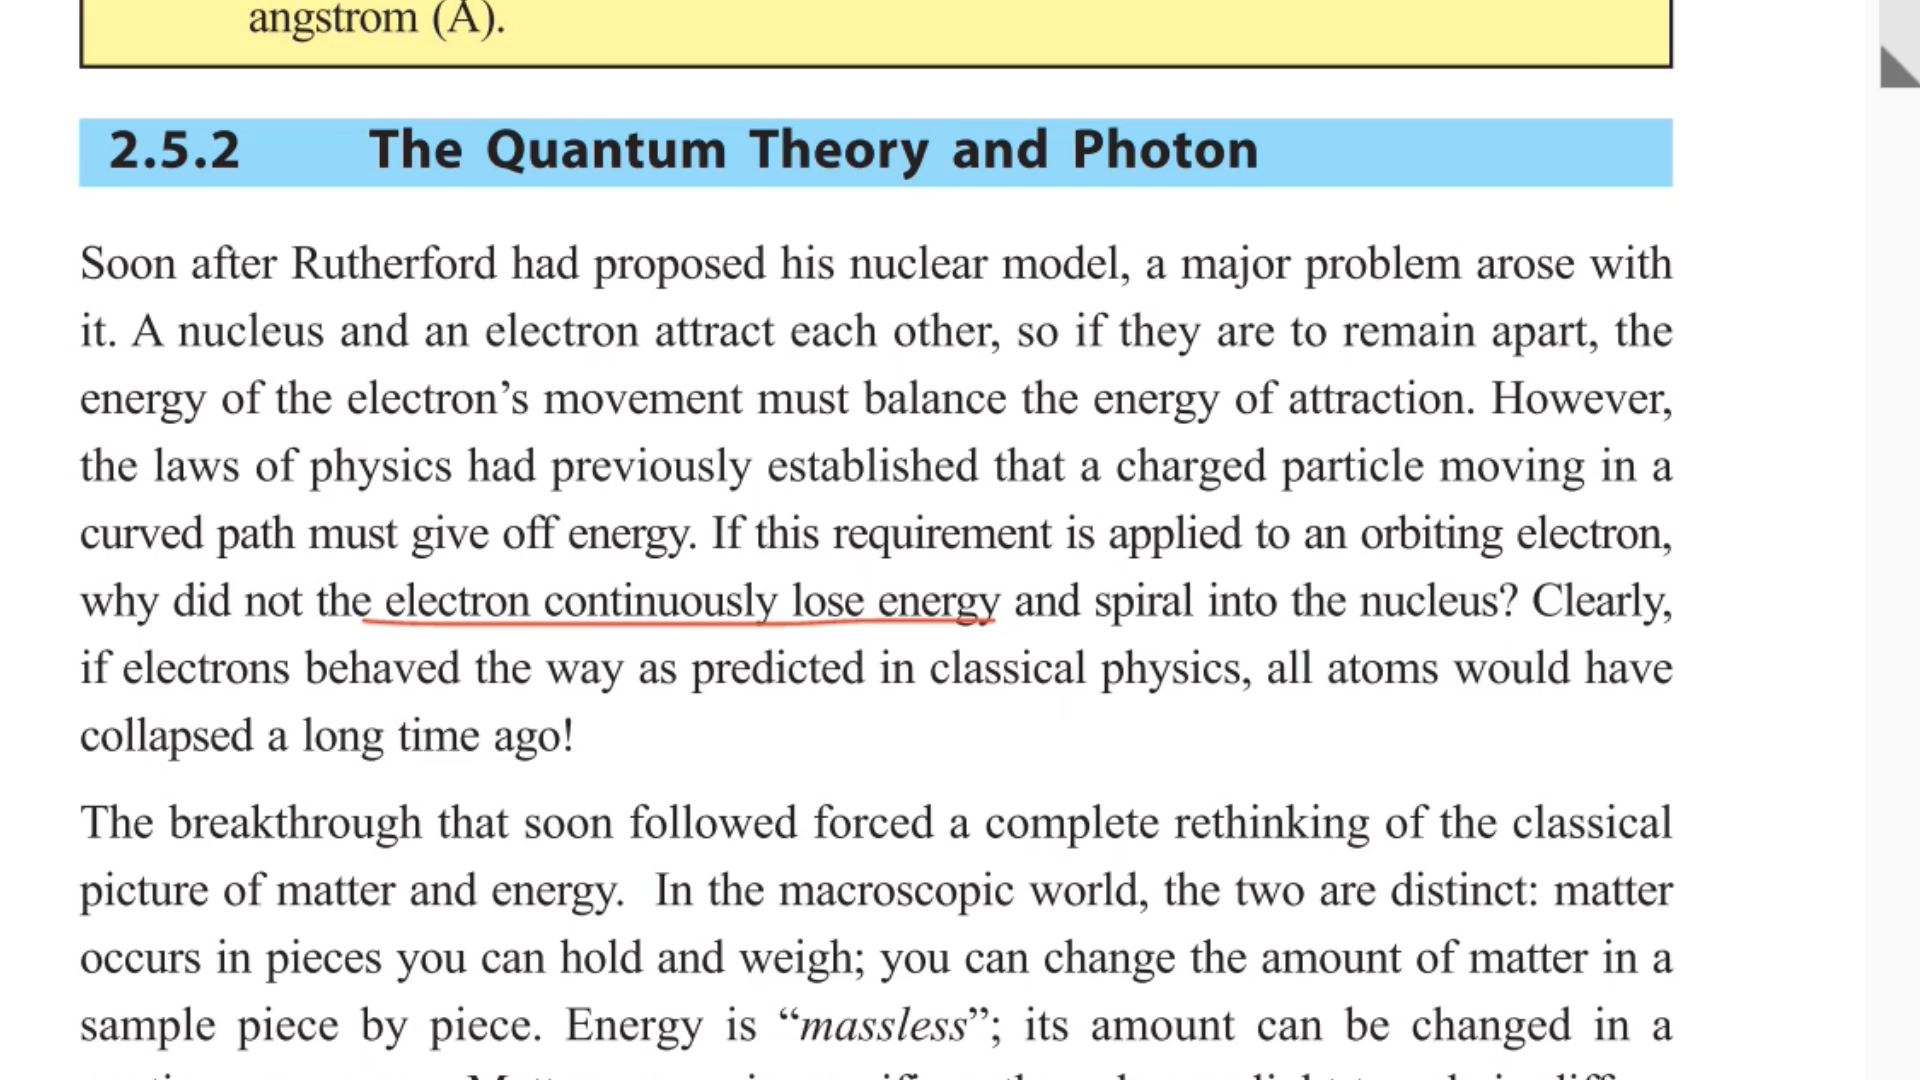 angstrom (Å).
2.5.2 The Quantum Theory and Photon
Soon after Rutherford had proposed his nuclear model, a major problem arose with
it. A nucleus and an electron attract each other, so if they are to remain apart, the
energy of the electron’s movement must balance the energy of attraction. However,
the laws of physics had previously established that a charged particle moving in a
curved path must give off energy. If this requirement is applied to an orbiting electron,
why did not the electron continuously lose energy and spiral into the nucleus? Clearly,
if electrons behaved the way as predicted in classical physics, all atoms would have
collapsed a long time ago!
The breakthrough that soon followed forced a complete rethinking of the classical
picture of matter and energy. In the macroscopic world, the two are distinct: matter
occurs in pieces you can hold and weigh; you can change the amount of matter in a
sample piece by piece. Energy is “massless”; its amount can be changed in a